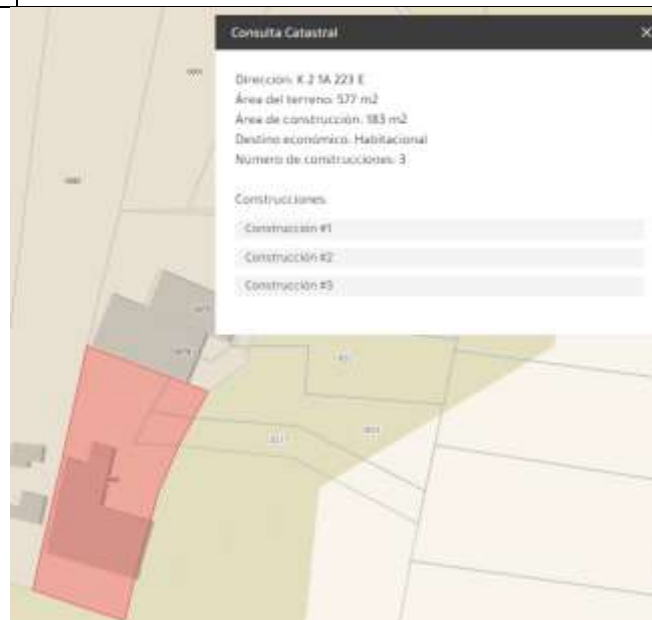 Consulta Catastral
Dirección: K 2 1A 223 E
Área del terreno: 577 m2
Área de construcción: 183 m2
Destino económico: Habitacional
Número de construcciones: 3
Construcciones:
Construcción #1
Construcción #2
Construcción #3